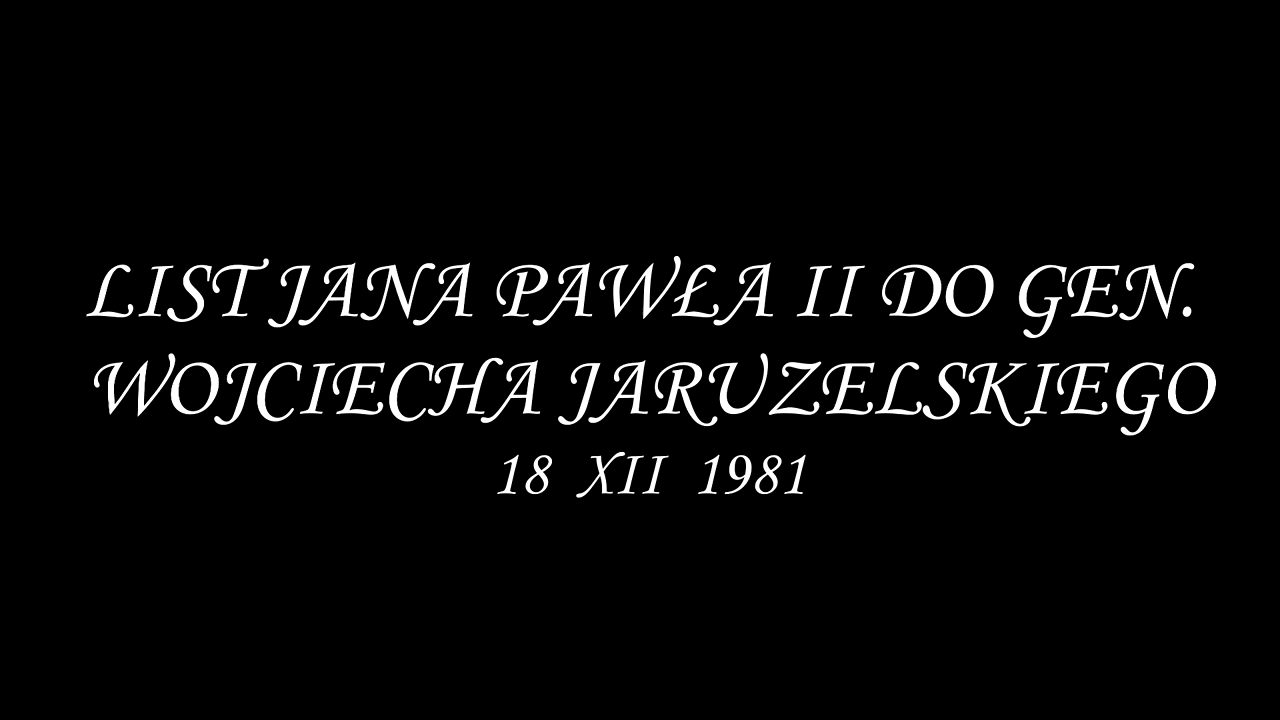 LIST JANA PAWŁA II DO GEN.
WOJCIECHA JARUZELSKIEGO
18 XII 1981